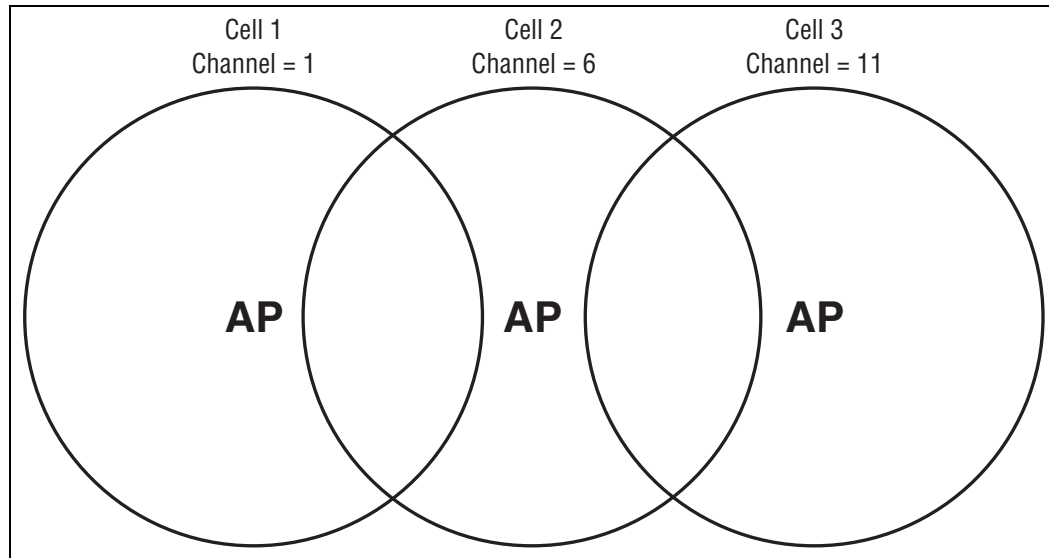 Cell 1
Channel = 1
Cell 2
Channel = 6
Cell 3
Channel = 11
AP
AP
AP